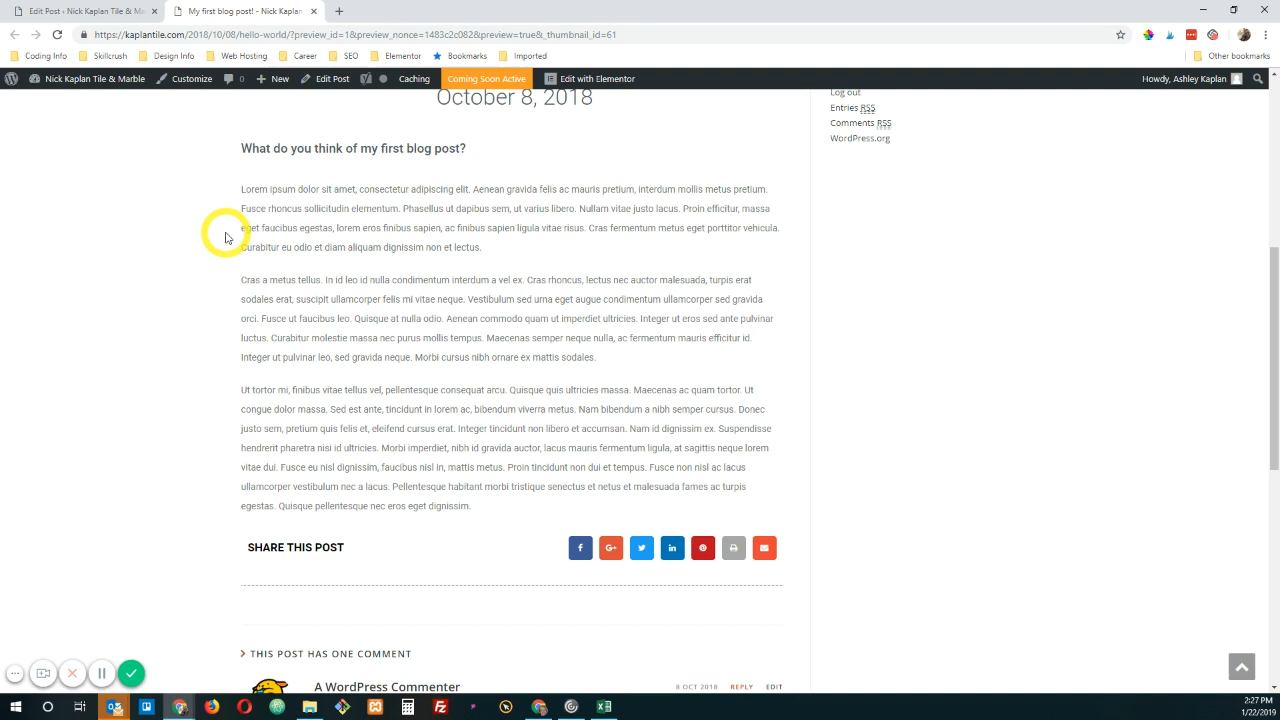 Edit Post ‹ Nick Kaplan Tile & Ma
My first blog post! - Nick Kaplan
https://kaplantile.com/2018/10/08/hello-world/?preview_id=1&preview_nonce=1483c2c082&preview=true&_thumbnail_id=61
Coding Info
Skillcrush
Design Info
Web Hosting
Career
SEO
Elementor
Bookmarks
Imported
Other bookmarks
Nick Kaplan Tile & Marble
Customize
0
New
Edit Post
Caching
Coming Soon Active
Edit with Elementor
Howdy, Ashley Kaplan
October 8, 2018
Log out
Entries RSS
Comments RSS
WordPress.org
What do you think of my first blog post?
Lorem ipsum dolor sit amet, consectetur adipiscing elit. Aenean gravida felis ac mauris pretium, interdum mollis metus pretium.
Fusce rhoncus sollicitudin elementum. Phasellus ut dapibus sem, ut varius libero. Nullam vitae justo lacus. Proin efficitur, massa
eget faucibus egestas, lorem eros finibus sapien, ac finibus sapien ligula vitae risus. Cras fermentum metus eget porttitor vehicula.
Curabitur eu odio et diam aliquam dignissim non et lectus.
Cras a metus tellus. In id leo id nulla condimentum interdum a vel ex. Cras rhoncus, lectus nec auctor malesuada, turpis erat
sodales erat, suscipit ullamcorper felis mi vitae neque. Vestibulum sed urna eget augue condimentum ullamcorper sed gravida
orci. Fusce ut faucibus leo. Quisque at nulla odio. Aenean commodo quam ut imperdiet ultricies. Integer ut eros sed ante pulvinar
luctus. Curabitur molestie massa nec purus mollis tempus. Maecenas semper neque nulla, ac fermentum mauris efficitur id.
Integer ut pulvinar leo, sed gravida neque. Morbi cursus nibh ornare ex mattis sodales.
Ut tortor mi, finibus vitae tellus vel, pellentesque consequat arcu. Quisque quis ultricies massa. Maecenas ac quam tortor. Ut
congue dolor massa. Sed est ante, tincidunt in lorem ac, bibendum viverra metus. Nam bibendum a nibh semper cursus. Donec
justo sem, pretium quis felis et, eleifend cursus erat. Integer tincidunt non libero et accumsan. Nam id dignissim ex. Suspendisse
hendrerit pharetra nisi id ultricies. Morbi imperdiet, nibh id gravida auctor, lacus mauris fermentum ligula, at sagittis neque lorem
vitae dui. Fusce eu nisl dignissim, faucibus nisl in, mattis metus. Proin tincidunt non dui et tempus. Fusce non nisl ac lacus
ullamcorper vestibulum nec a lacus. Pellentesque habitant morbi tristique senectus et netus et malesuada fames ac turpis
egestas. Quisque pellentesque nec eros eget dignissim.
SHARE THIS POST
THIS POST HAS ONE COMMENT
A WordPress Commenter
8 OCT 2018
REPLY
EDIT
2:27 PM
1/22/2019